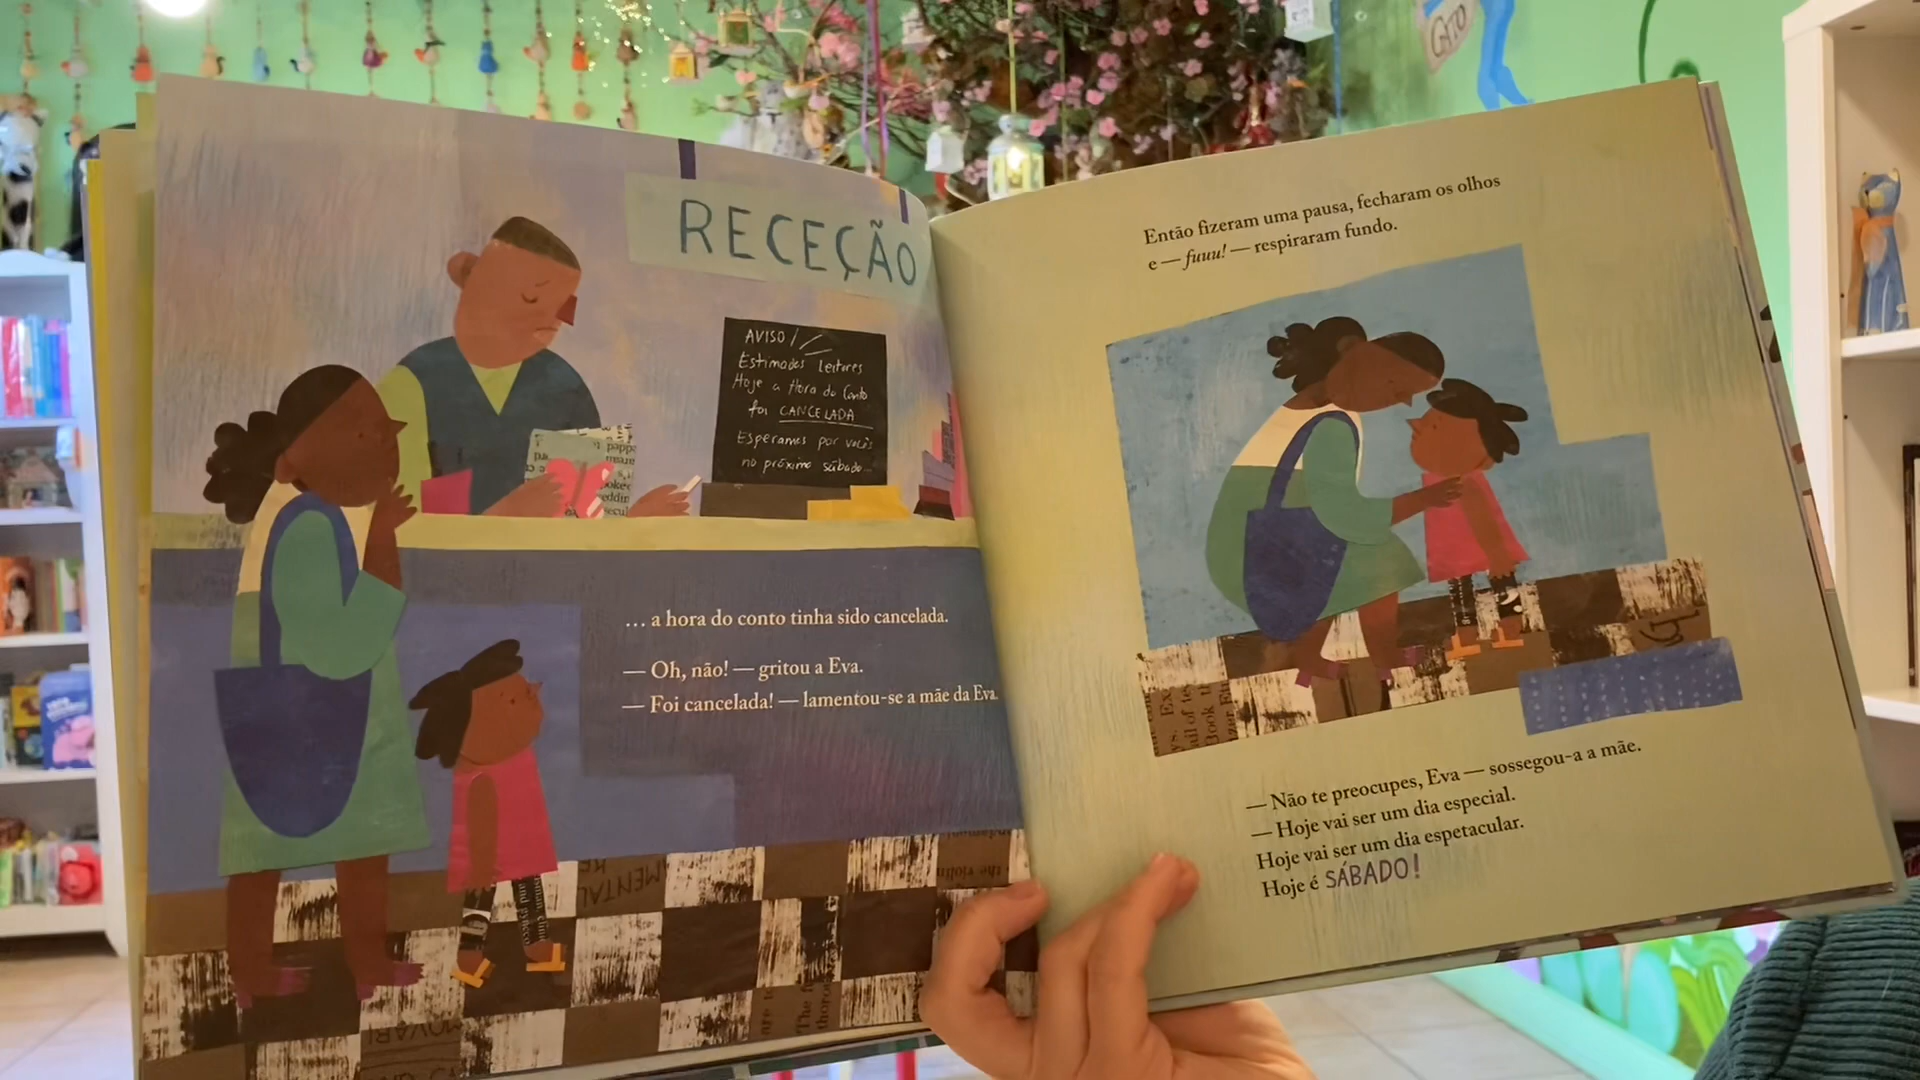 RECEÇÃO
AVISO
Estimados leitores
Hoje a Hora do Conto
foi CANCELADA
Esperamos por vocês
no próximo sábado...
... a hora do conto tinha sido cancelada.
— Oh, não! — gritou a Eva.
— Foi cancelada! — lamentou-se a mãe da Eva.
Então fizeram uma pausa, fecharam os olhos
e — fuuu! — respiraram fundo.
— Não te preocupes, Eva — sossegou-a a mãe.
— Hoje vai ser um dia especial.
Hoje vai ser um dia espetacular.
Hoje é SÁBADO!